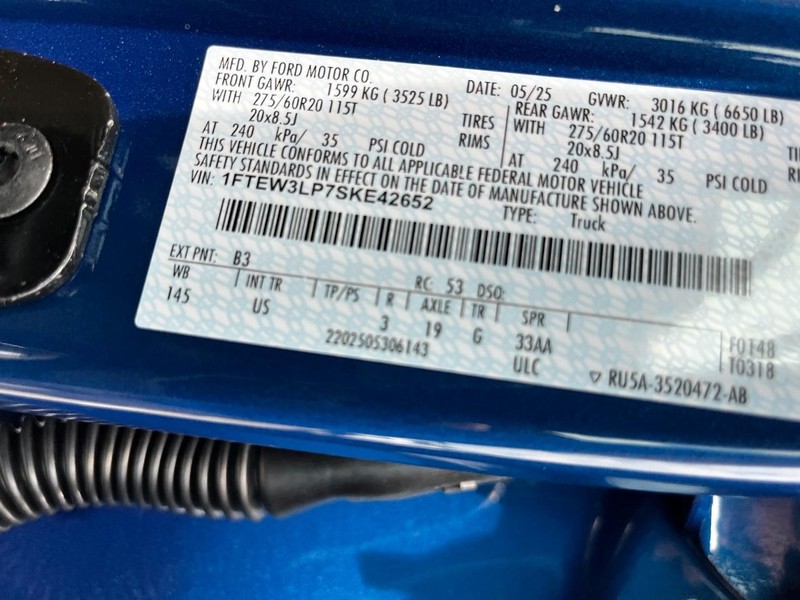 MFD. BY FORD MOTOR CO. DATE: 05/25 GVWR: 3016 KG ( 6650 LB)
FRONT GAWR: 1599 KG ( 3525 LB) REAR GAWR: 1542 KG ( 3400 LB)
WITH 275/60R20 115T TIRES WITH 275/60R20 115T
20x8.5J RIMS 20x8.5J
AT 240 kPa/ 35 PSI COLD AT 240 kPa/ 35 PSI COLD
THIS VEHICLE CONFORMS TO ALL APPLICABLE FEDERAL MOTOR VEHICLE
SAFETY STANDARDS IN EFFECT ON THE DATE OF MANUFACTURE SHOWN ABOVE.
VIN: 1FTEW3LP7SKE42652 TYPE: Truck
EXT PNT: B3 RC: 53 DSO:
WB INT TR TP/PS R AXLE TR SPR
145 US 3 19 G 33AA F0148
2202505306143 ULC T0318
▽ RU5A-3520472-AB